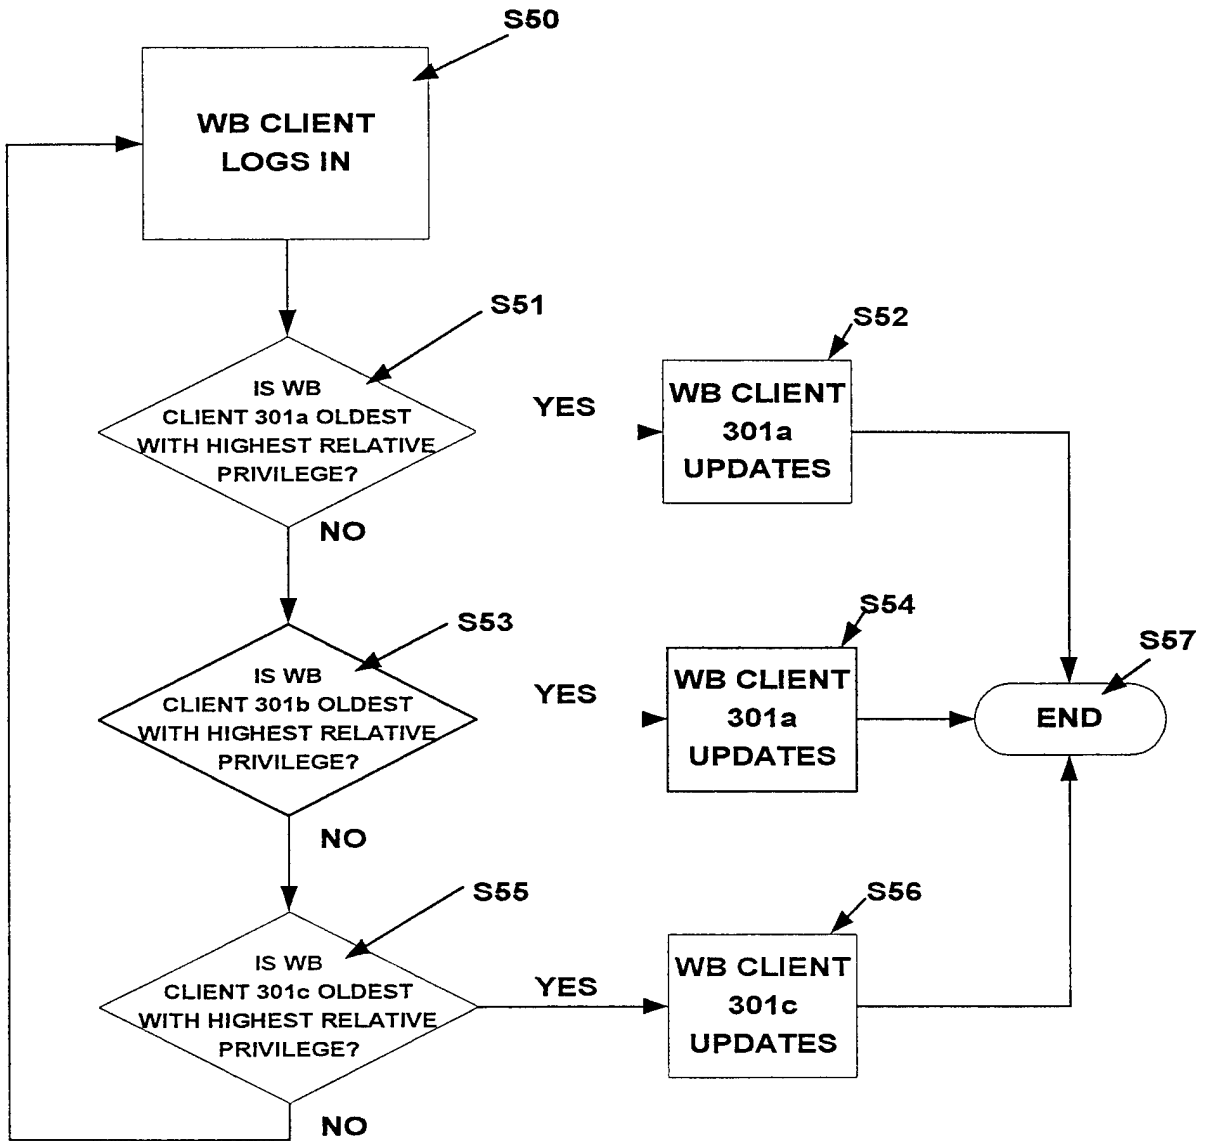 S50
WB CLIENT
LOGS IN
S51
IS WB
CLIENT 301a OLDEST
WITH HIGHEST RELATIVE
PRIVILEGE?
YES
S52
WB CLIENT
301a
UPDATES
NO
S53
IS WB
CLIENT 301b OLDEST
WITH HIGHEST RELATIVE
PRIVILEGE?
YES
S54
WB CLIENT
301a
UPDATES
S57
END
NO
S55
IS WB
CLIENT 301c OLDEST
WITH HIGHEST RELATIVE
PRIVILEGE?
YES
S56
WB CLIENT
301c
UPDATES
NO